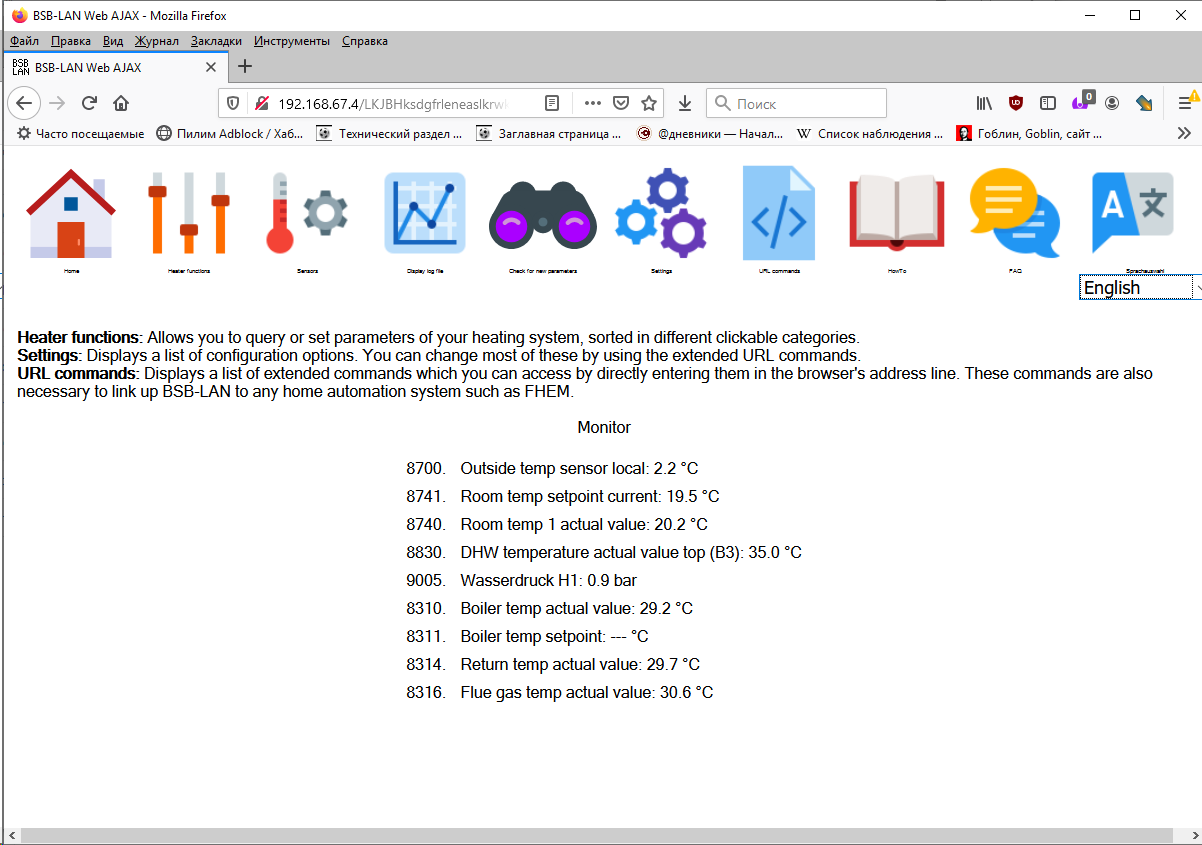 BSB-LAN Web AJAX - Mozilla Firefox
Файл Правка Вид Журнал Закладки Инструменты Справка
BSB LAN BSB-LAN Web AJAX
192.168.67.4/LKJBHksdgfrleneaslkrwk
Поиск
0
Часто посещаемые Пилим Adblock / Хаб... Технический раздел ... Заглавная страница ... @дневники — Начал... W Список наблюдения ... Гоблин, Goblin, сайт ...
A 文
Home Heater functions Sensors Display log file Check for new parameters Settings URL commands HowTo FAQ Sprachauswahl
English
Heater functions: Allows you to query or set parameters of your heating system, sorted in different clickable categories.
Settings: Displays a list of configuration options. You can change most of these by using the extended URL commands.
URL commands: Displays a list of extended commands which you can access by directly entering them in the browser's address line. These commands are also
necessary to link up BSB-LAN to any home automation system such as FHEM.
Monitor
8700. Outside temp sensor local: 2.2 °C
8741. Room temp setpoint current: 19.5 °C
8740. Room temp 1 actual value: 20.2 °C
8830. DHW temperature actual value top (B3): 35.0 °C
9005. Wasserdruck H1: 0.9 bar
8310. Boiler temp actual value: 29.2 °C
8311. Boiler temp setpoint: --- °C
8314. Return temp actual value: 29.7 °C
8316. Flue gas temp actual value: 30.6 °C